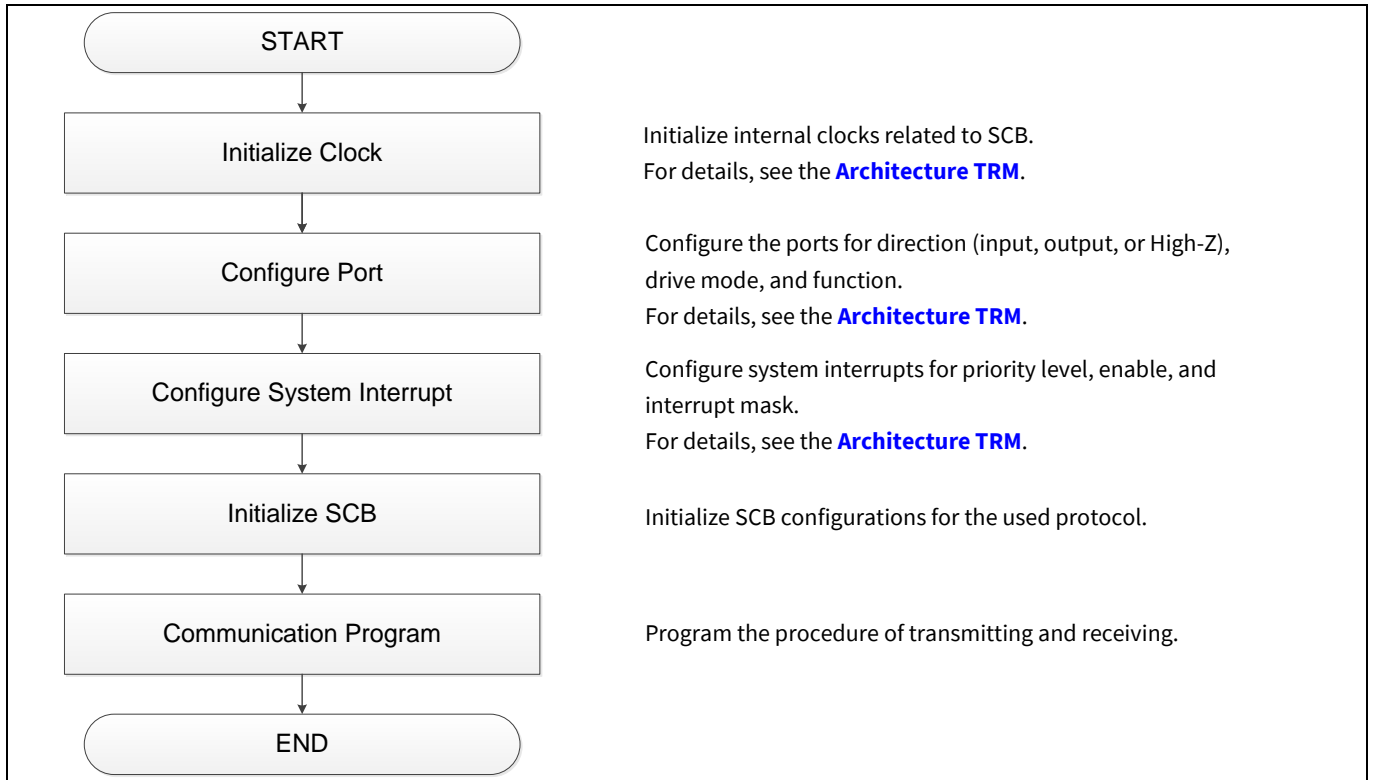 START
Initialize Clock
Initialize internal clocks related to SCB.
For details, see the Architecture TRM.
Configure Port
Configure the ports for direction (input, output, or High-Z),
drive mode, and function.
For details, see the Architecture TRM.
Configure System Interrupt
Configure system interrupts for priority level, enable, and
interrupt mask.
For details, see the Architecture TRM.
Initialize SCB
Initialize SCB configurations for the used protocol.
Communication Program
Program the procedure of transmitting and receiving.
END